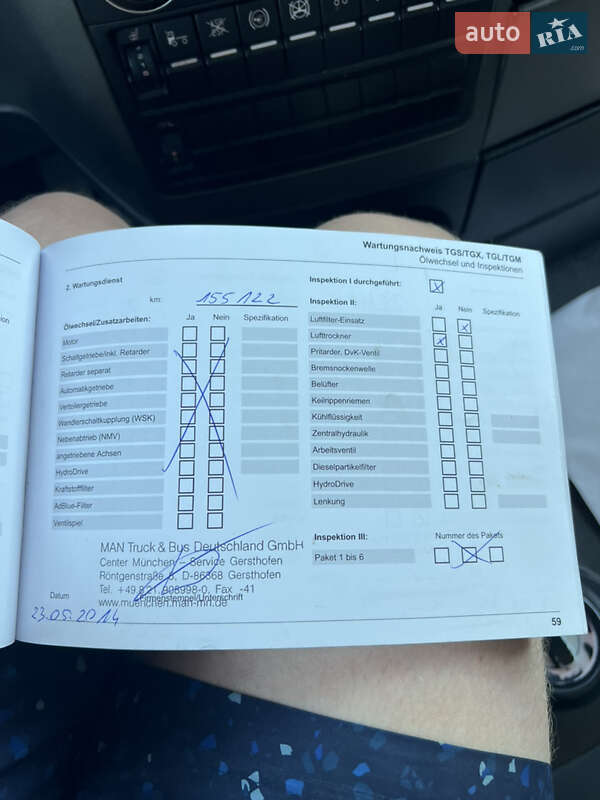 auto RIA .com
Wartungsnachweis TGS/TGX, TGL/TGM
Ölwechsel und Inspektionen
2. Wartungsdienst
km: 155 122
Ölwechsel/Zusatzarbeiten: Ja Nein Spezifikation
Motor
Schaltgetriebe/inkl. Retarder
Retarder separat
Automatikgetriebe
Verteilergetriebe
Wandlerschaltkupplung (WSK)
Nebenabtrieb (NMV)
angetriebene Achsen
HydroDrive
Kraftstofffilter
AdBlue-Filter
Ventilspiel
MAN Truck & Bus Deutschland GmbH
Center München – Service Gersthofen
Röntgenstraße 3, D-86368 Gersthofen
Tel. +49 821 Fax -41
www.muenchen.man-mn.de
Datum Firmenstempel/Unterschrift
23.05.2014
Inspektion I durchgeführt: X
Inspektion II: Ja Nein Spezifikation
Luftfilter-Einsatz X
Lufttrockner X
Pritarder, DvK-Ventil
Bremsnockenwelle
Belüfter
Keilrippenriemen
Kühlflüssigkeit
Zentralhydraulik
Arbeitsventil
Dieselpartikelfilter
HydroDrive
Lenkung
Inspektion III: Nummer des Pakets
Paket 1 bis 6
59